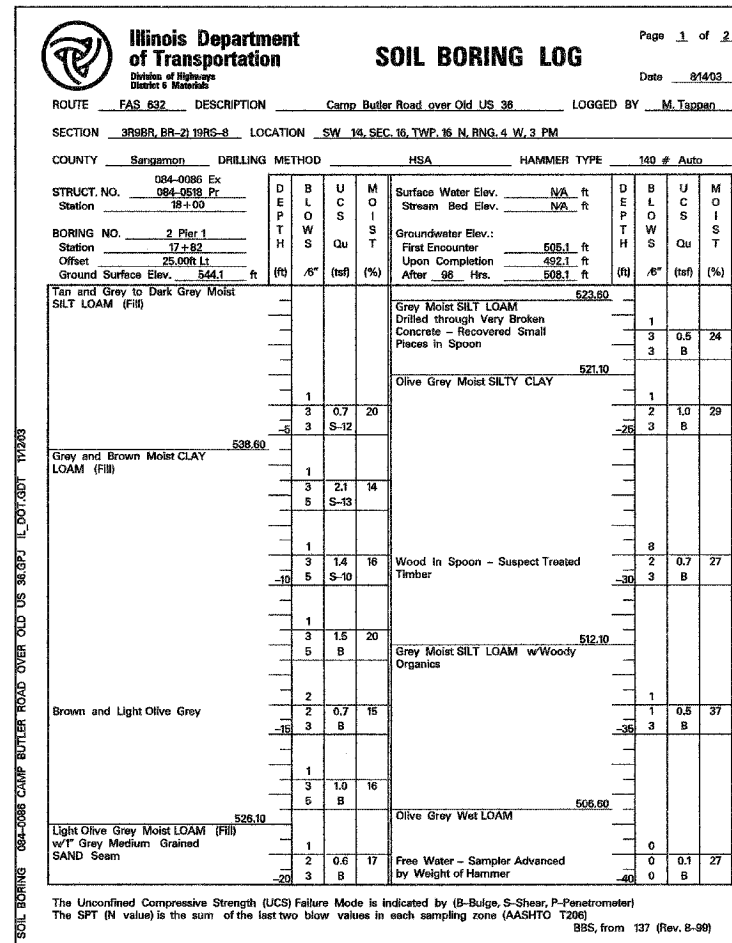 Illinois Department
of Transportation
Division of Highways
District 6 Materials
SOIL BORING LOG
Page 1 of 2
Date 8/14/03
ROUTE FAS 632 DESCRIPTION Camp Butler Road over Old US 36 LOGGED BY M. Tappan
SECTION 3R9BR, BR-2) 19RS-8 LOCATION SW 1/4, SEC. 16, TWP. 16 N, RNG. 4 W, 3 PM
COUNTY Sangamon DRILLING METHOD HSA HAMMER TYPE 140 # Auto
084-0086 Ex
STRUCT. NO. 084-0518 Pr
Station 18+00
BORING NO. 2 Pier 1
Station 17+82
Offset 25.00ft Lt
Ground Surface Elev. 544.1 ft
DEPTH (ft)
BLOWS /6"
UCS Qu (tsf)
MOIST (%)
Surface Water Elev. N/A ft
Stream Bed Elev. N/A ft
Groundwater Elev.:
First Encounter 505.1 ft
Upon Completion 492.1 ft
After 96 Hrs. 508.1 ft
DEPTH (ft)
BLOWS /6"
UCS Qu (tsf)
MOIST (%)
Tan and Grey to Dark Grey Moist
SILT LOAM (Fill)
1
3 0.7 20
-5 3 S-12
538.60
Grey and Brown Moist CLAY
LOAM (Fill)
1
3 2.1 14
5 S-13
1
3 1.4 16
-10 5 S-10
1
3 1.5 20
5 B
2
Brown and Light Olive Grey 2 0.7 15
-15 3 B
1
3 1.0 16
5 B
526.10
Light Olive Grey Moist LOAM (Fill)
w/1" Grey Medium Grained
SAND Seam
1
2 0.6 17
-20 3 B
523.60
Grey Moist SILT LOAM
Drilled through Very Broken
Concrete - Recovered Small
Pieces in Spoon
1
3 0.5 24
3 B
521.10
Olive Grey Moist SILTY CLAY
1
2 1.0 29
-25 3 B
8
Wood in Spoon - Suspect Treated 2 0.7 27
Timber -30 3 B
512.10
Grey Moist SILT LOAM w/Woody
Organics
1
1 0.5 37
-35 3 B
506.60
Olive Grey Wet LOAM
0
Free Water - Sampler Advanced 0 0.1 27
by Weight of Hammer -40 0 B
The Unconfined Compressive Strength (UCS) Failure Mode is indicated by (B-Bulge, S-Shear, P-Penetrometer)
The SPT (N value) is the sum of the last two blow values in each sampling zone (AASHTO T206)
BBS, from 137 (Rev. 8-99)
SOIL BORING 084-0086 CAMP BUTLER ROAD OVER OLD US 36.GPJ IL_DOT.GDT 11/12/03